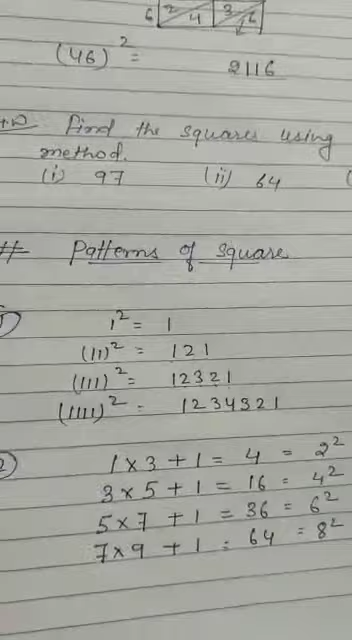 6 2 4 3 6
(46)² = 2116
H.W Find the squares using
method.
(i) 97 (ii) 64 (
# Patterns of square
1² = 1
(11)² = 121
(111)² = 12321
(1111)² = 1234321
2) 1 × 3 + 1 = 4 = 2²
3 × 5 + 1 = 16 = 4²
5 × 7 + 1 = 36 = 6²
7 × 9 + 1 = 64 = 8²